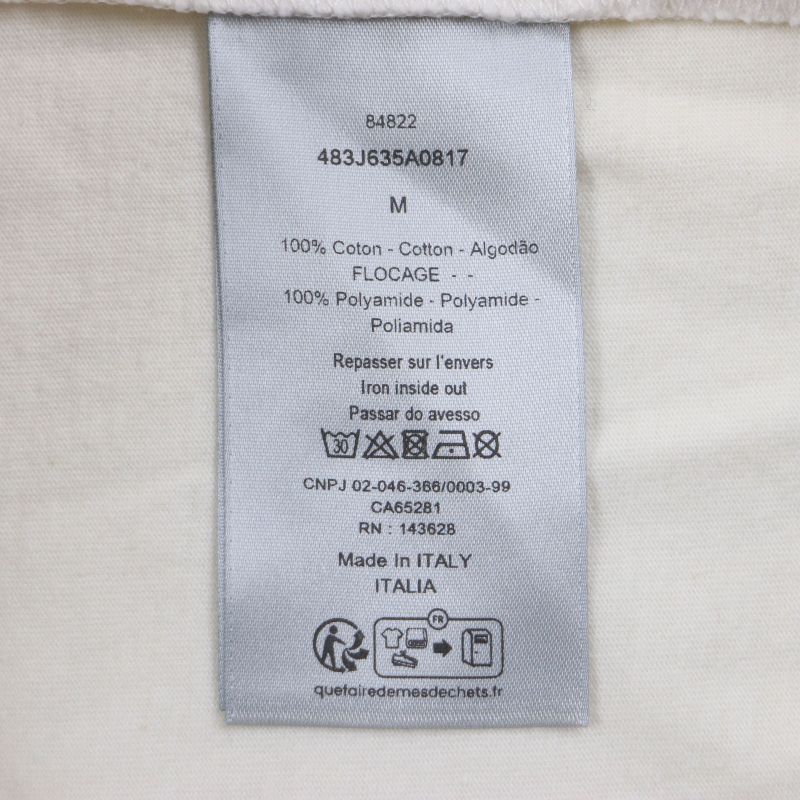 84822
483J635A0817
M
100% Coton - Cotton - Algodão
FLOCAGE - -
100% Polyamide - Polyamide -
Poliamida
Repasser sur l'envers
Iron inside out
Passar do avesso
30
CNPJ 02-046-366/0003-99
CA65281
RN : 143628
Made In ITALY
ITALIA
FR
quefairedemesdechets.fr